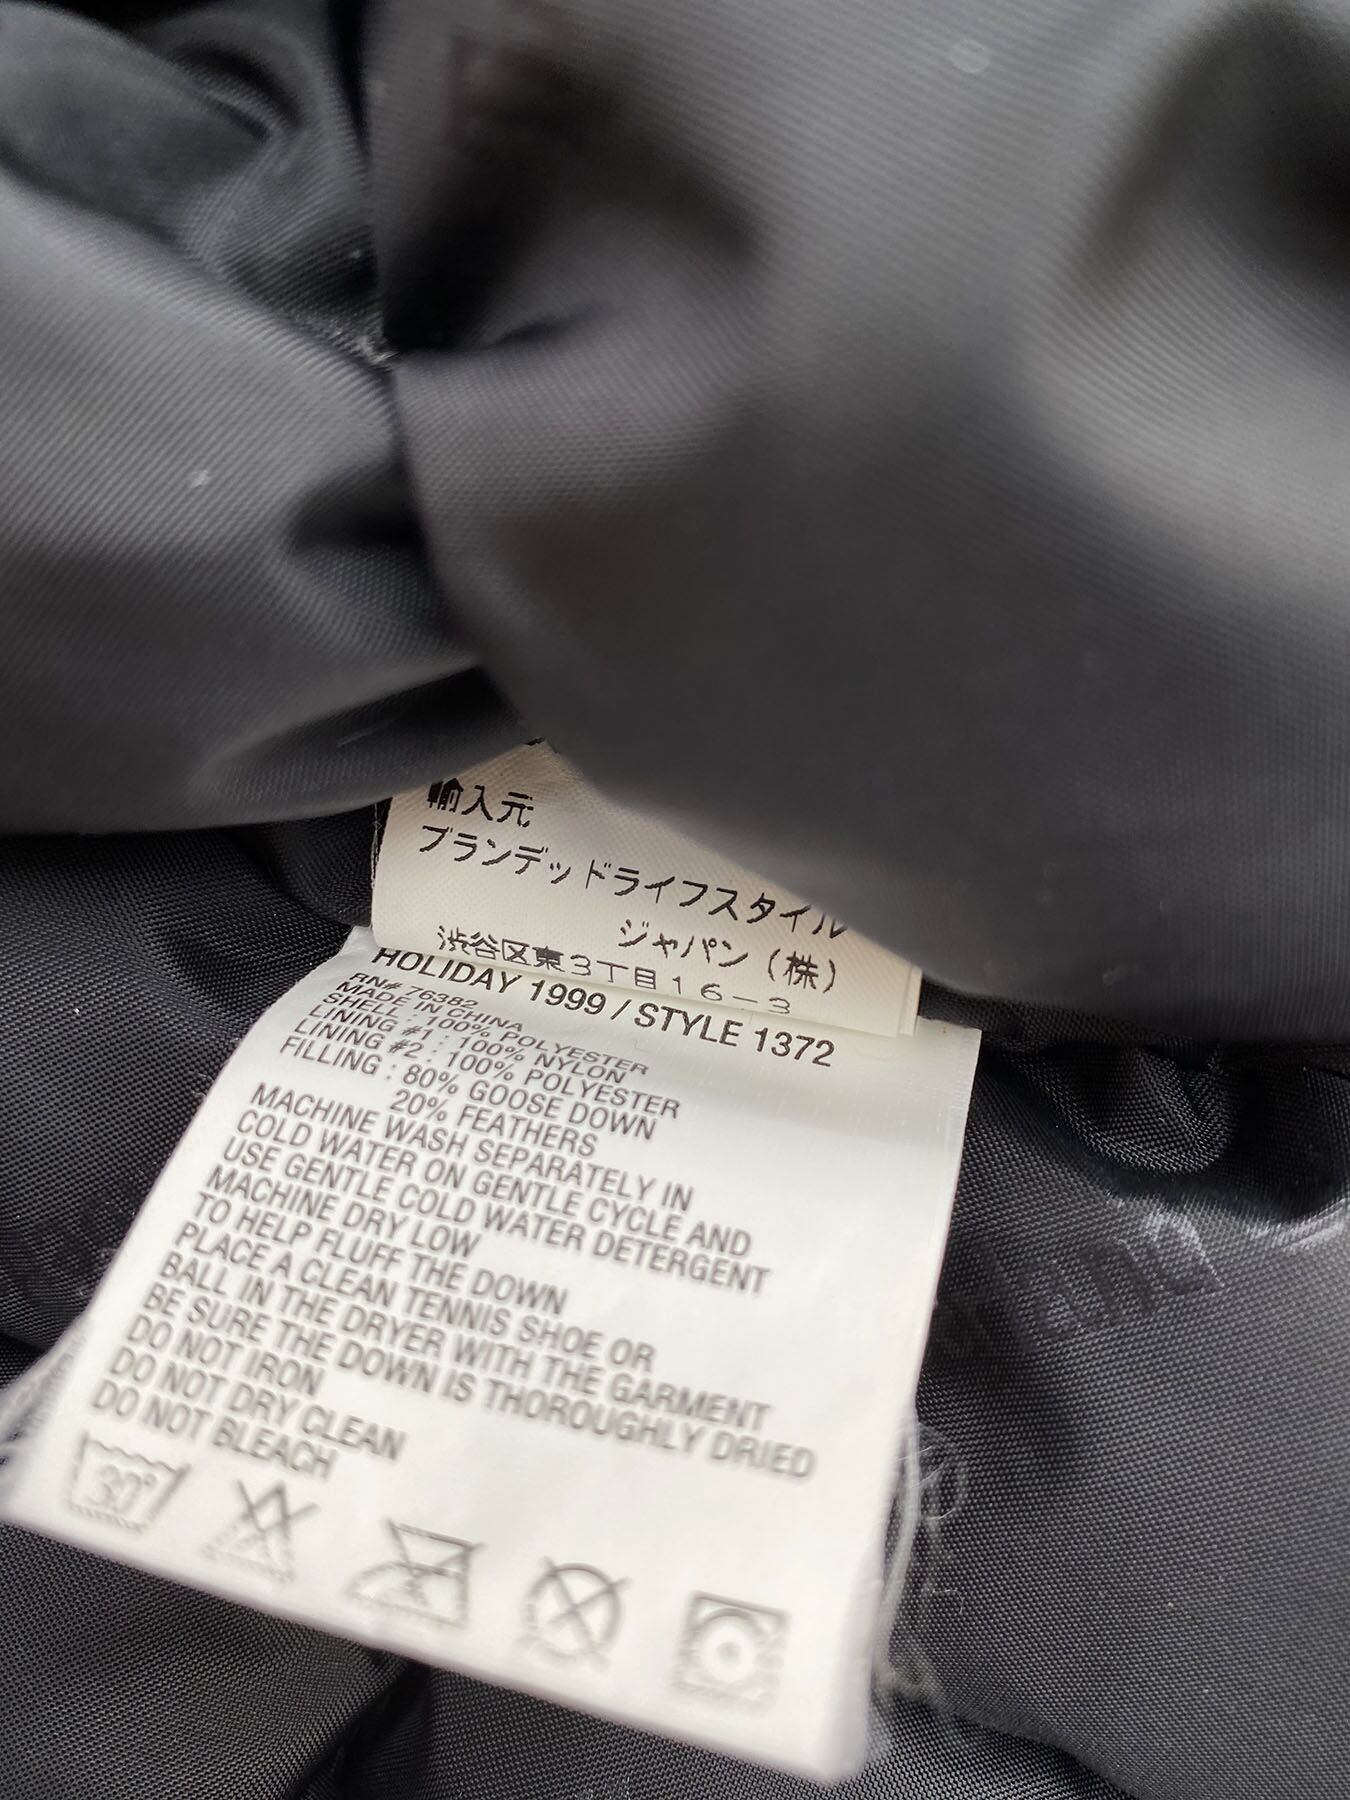 輸入元
ブランデッドライフスタイル
ジャパン（株）
渋谷区東3丁目16-3
HOLIDAY 1999 / STYLE 1372
RN# 76382
MADE IN CHINA
SHELL : 100% POLYESTER
LINING #1 : 100% NYLON
LINING #2 : 100% POLYESTER
FILLING : 80% GOOSE DOWN
20% FEATHERS
MACHINE WASH SEPARATELY IN
COLD WATER ON GENTLE CYCLE AND
USE GENTLE COLD WATER DETERGENT
MACHINE DRY LOW
TO HELP FLUFF THE DOWN
PLACE A CLEAN TENNIS SHOE OR
BALL IN THE DRYER WITH THE GARMENT
BE SURE THE DOWN IS THOROUGHLY DRIED
DO NOT IRON
DO NOT DRY CLEAN
DO NOT BLEACH
30°